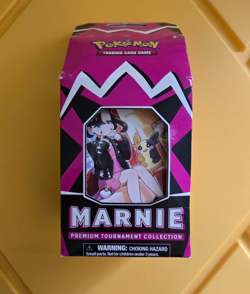 POKéMON
TRADING CARD GAME
MARNIE
PREMIUM TOURNAMENT COLLECTION
WARNING: CHOKING HAZARD
Small parts. Not for children under 3 years.